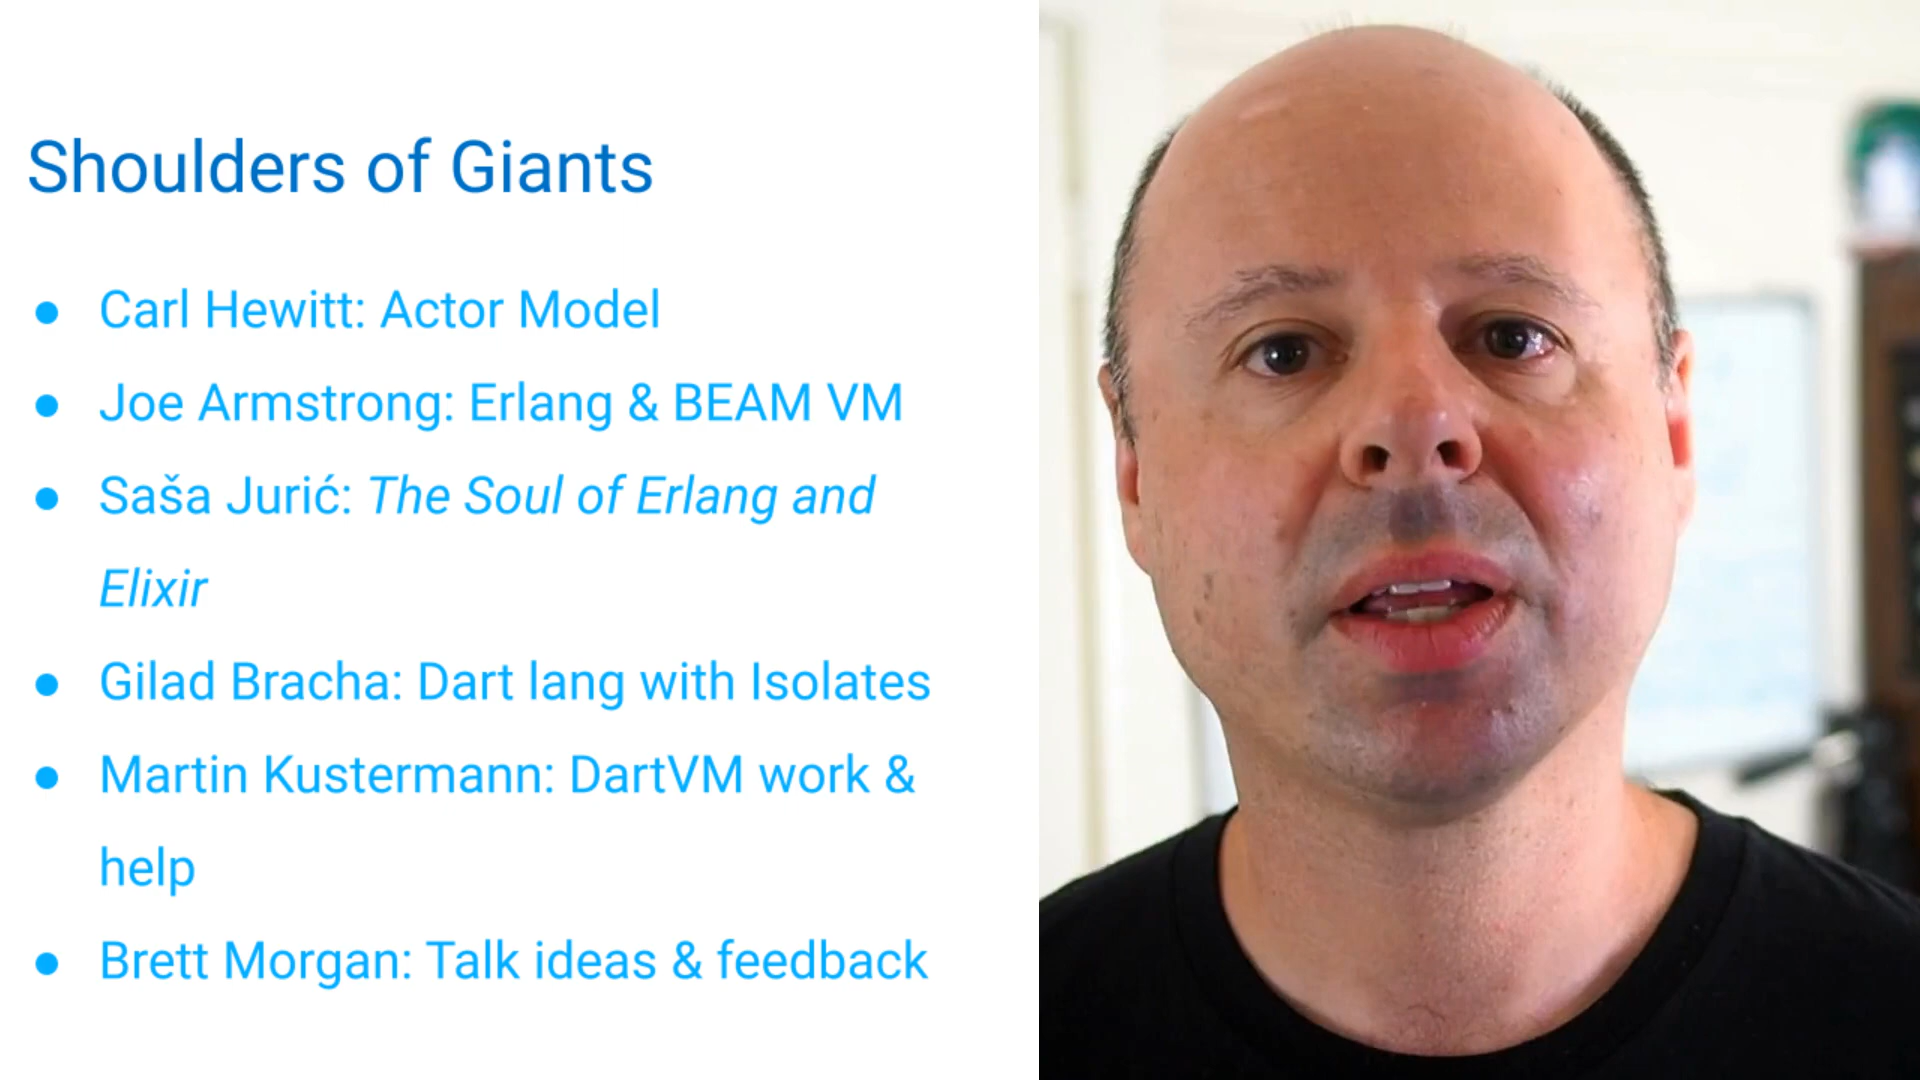 Shoulders of Giants
● Carl Hewitt: Actor Model
● Joe Armstrong: Erlang & BEAM VM
● Saša Jurić: The Soul of Erlang and
Elixir
● Gilad Bracha: Dart lang with Isolates
● Martin Kustermann: DartVM work &
help
● Brett Morgan: Talk ideas & feedback